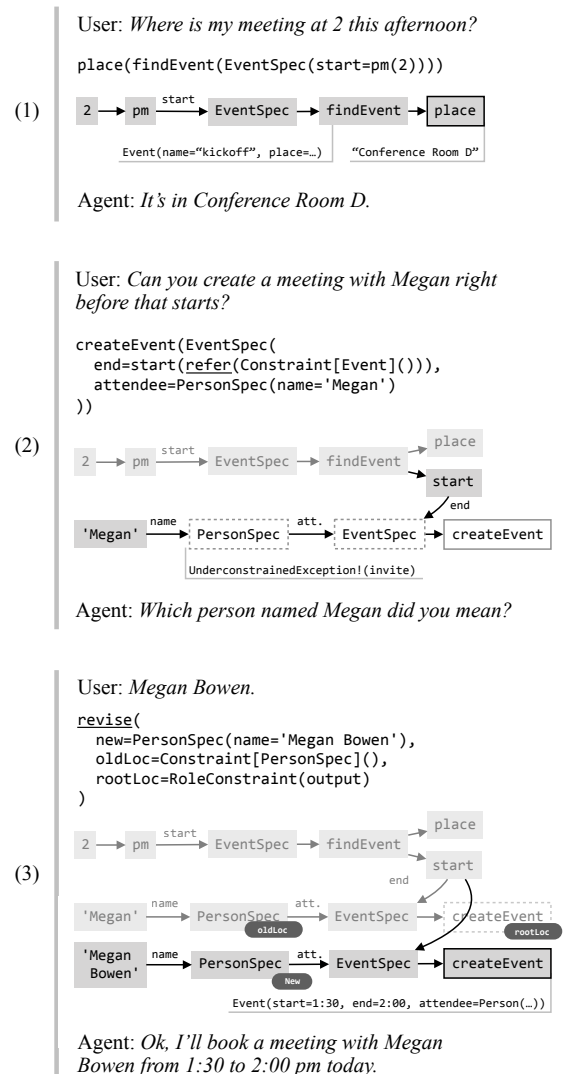 User: Where is my meeting at 2 this afternoon?
place(findEvent(EventSpec(start=pm(2))))
(1)
2 pm start EventSpec findEvent place
Event(name=“kickoff”, place=…) “Conference Room D”
Agent: It’s in Conference Room D.
User: Can you create a meeting with Megan right
before that starts?
createEvent(EventSpec(
end=start(refer(Constraint[Event]())),
attendee=PersonSpec(name='Megan')
))
(2)
place
2 pm start EventSpec findEvent
start
end
'Megan' name PersonSpec att. EventSpec createEvent
UnderconstrainedException!(invite)
Agent: Which person named Megan did you mean?
User: Megan Bowen.
revise(
new=PersonSpec(name='Megan Bowen'),
oldLoc=Constraint[PersonSpec](),
rootLoc=RoleConstraint(output)
)
place
2 pm start EventSpec findEvent
start
(3)
end
'Megan' name PersonSpec att. EventSpec createEvent
oldLoc rootLoc
'Megan
Bowen' name PersonSpec att. EventSpec createEvent
New
Event(start=1:30, end=2:00, attendee=Person(…))
Agent: Ok, I’ll book a meeting with Megan
Bowen from 1:30 to 2:00 pm today.